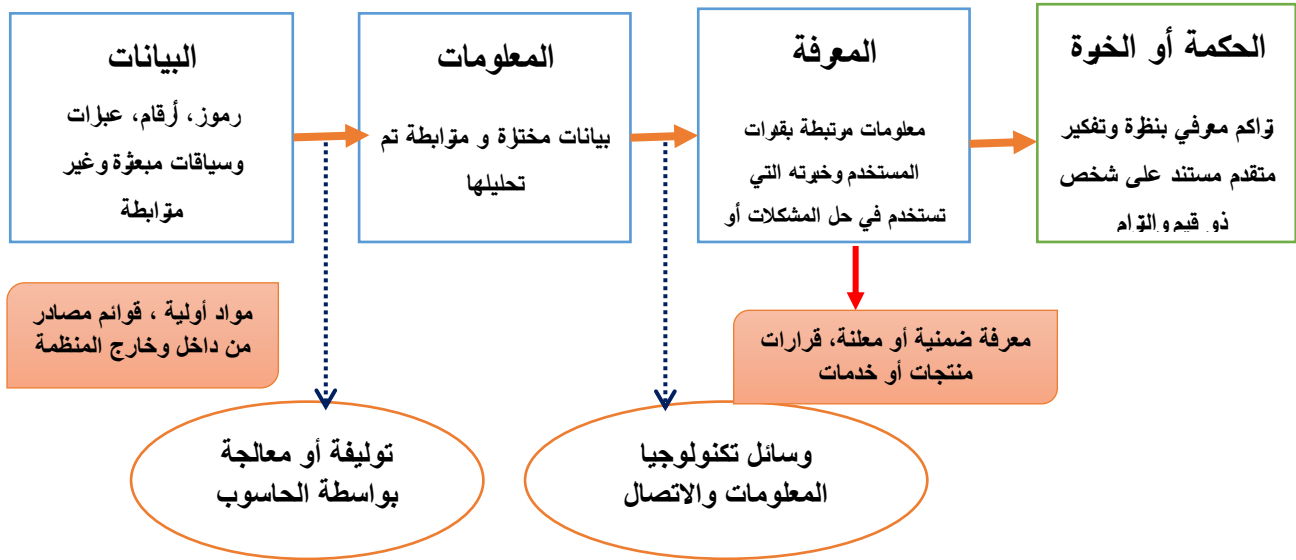 البيانات
رموز، أرقام، عبارات
وسياقات مبعثرة وغير
مترابطة
المعلومات
بيانات مختارة و مترابطة تم
تحليلها
المعرفة
معلومات مرتبطة بقدرات
المستخدم وخبرته التي
تستخدم في حل المشكلات أو
الحكمة أو الخبرة
تراكم معرفي بنظرة وتفكير
متقدم مستند على شخص
ذو قيم والتزام
مواد أولية ، قوائم مصادر
من داخل وخارج المنظمة
معرفة ضمنية أو معلنة، قرارات
منتجات أو خدمات
توليفة أو معالجة
بواسطة الحاسوب
وسائل تكنولوجيا
المعلومات والاتصال